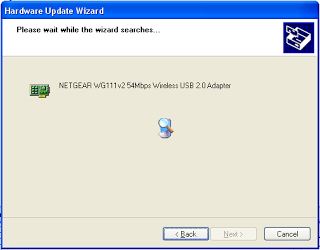 Hardware Update Wizard
Please wait while the wizard searches...
NETGEAR WG111v2 54Mbps Wireless USB 2.0 Adapter
< Back
Next >
Cancel